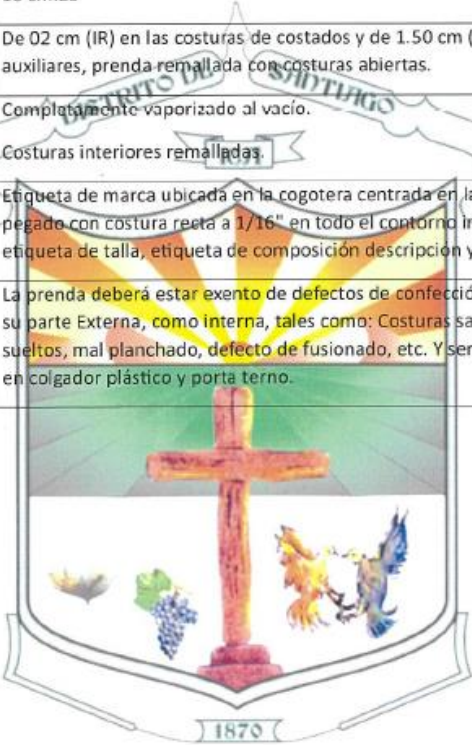 De 02 cm (IR) en las costuras de costados y de 1.50 cm (
auxiliares, prenda remallada con costuras abiertas.
DISTRITO DE SANTIAGO
Completamente vaporizado al vacío.
Costuras interiores remalladas.
Etiqueta de marca ubicada en la cogotera centrada en la
pegado con costura recta a 1/16" en todo el contorno in
etiqueta de talla, etiqueta de composición descripción y
La prenda deberá estar exento de defectos de confecció
su parte Externa, como interna, tales como: Costuras sa
sueltos, mal planchado, defecto de fusionado, etc. Y ser
en colgador plástico y porta terno.
1870